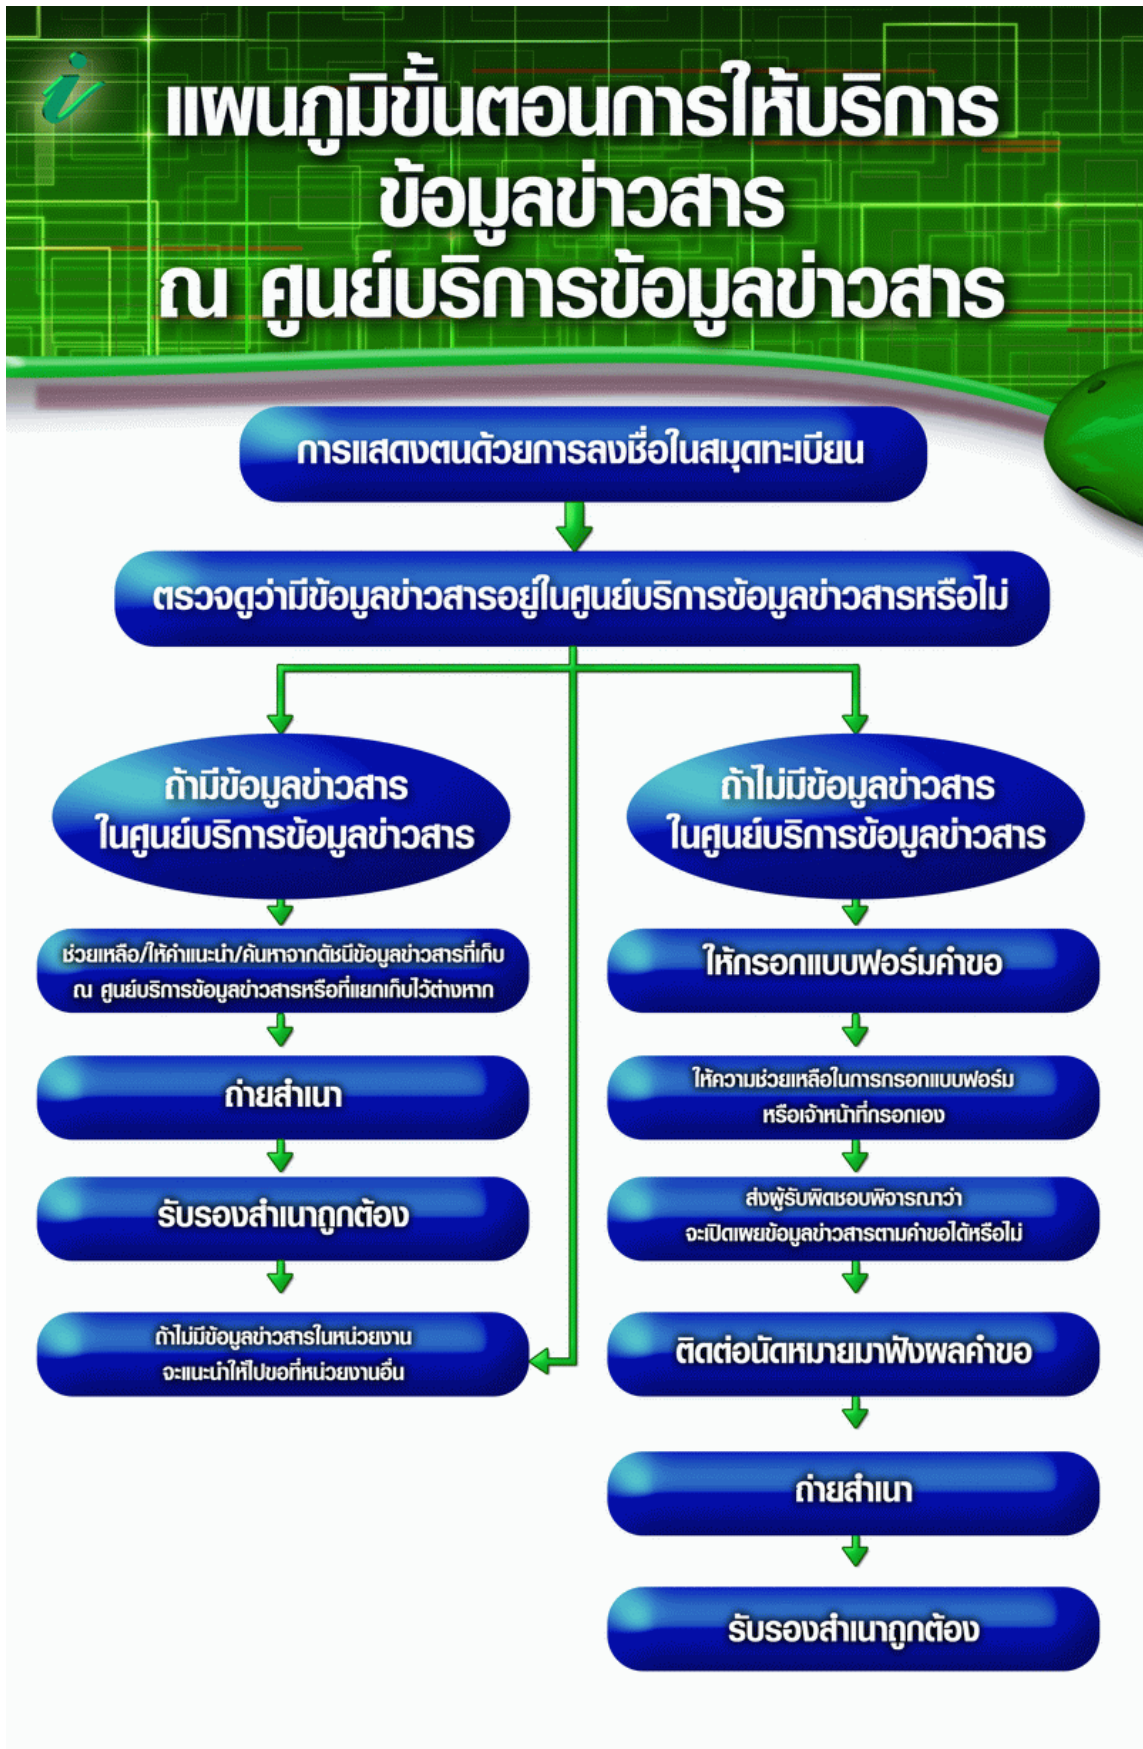 แผนภูมิขั้นตอนการให้บริการ
ข้อมูลข่าวสาร
ณ ศูนย์บริการข้อมูลข่าวสาร
การแสดงตนด้วยการลงชื่อในสมุดทะเบียน
ตรวจดูว่ามีข้อมูลข่าวสารอยู่ในศูนย์บริการข้อมูลข่าวสารหรือไม่
ถ้ามีข้อมูลข่าวสาร
ในศูนย์บริการข้อมูลข่าวสาร
ช่วยเหลือ/ให้คำแนะนำ/ค้นหาจากดัชนีข้อมูลข่าวสารที่เก็บ
ณ ศูนย์บริการข้อมูลข่าวสารหรือที่แยกเก็บไว้ต่างหาก
ถ่ายสำเนา
รับรองสำเนาถูกต้อง
ถ้าไม่มีข้อมูลข่าวสารในหน่วยงาน
จะแนะนำให้ไปขอที่หน่วยงานอื่น
ถ้าไม่มีข้อมูลข่าวสาร
ในศูนย์บริการข้อมูลข่าวสาร
ให้กรอกแบบฟอร์มคำขอ
ให้ความช่วยเหลือในการกรอกแบบฟอร์ม
หรือเจ้าหน้าที่กรอกเอง
ส่งผู้รับผิดชอบพิจารณาว่า
จะเปิดเผยข้อมูลข่าวสารตามคำขอได้หรือไม่
ติดต่อนัดหมายมาฟังผลคำขอ
ถ่ายสำเนา
รับรองสำเนาถูกต้อง